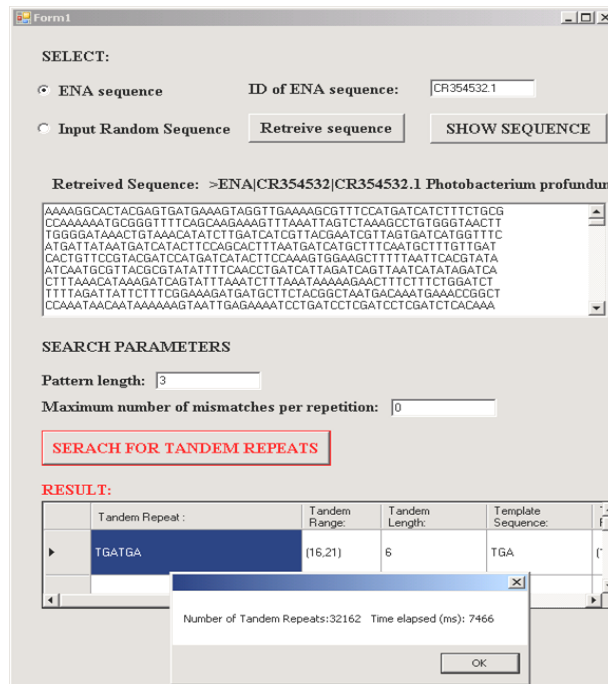 Form1
SELECT:
ENA sequence ID of ENA sequence: CR354532.1
Input Random Sequence Retreive sequence SHOW SEQUENCE
Retreived Sequence: >ENA|CR354532|CR354532.1 Photobacterium profundun
AAAAGGCACTACGAGTGATGAAAGTAGGTTGAAAAGCGTTTCCATGATCATCTTTCTGCG
CCAAAAAATGCGGGTTTTCAGCAAGAAAGTTTAAATTAGTCTAAAGCCTGTGGGTAACTT
TGGGGATAAACTGTAAACATATCTTGATCATCGTTACGAATCGTTAGTGATCATGGTTTC
ATGATTATAATGATCATACTTCCAGCACTTTAATGATCATGCTTTCAATGCTTTGTTGAT
CACTGTTCCGTACGATCCATGATCATACTTCCAAAGTGGAAGCTTTTTAATTCACGTATA
ATCAATGCGTTACGCGTATATTTTCAACCTGATCATTAGATCAGTTAATCATATAGATCA
CTTTAAACATAAAGATCAGTATTTAAATCTTTAAATAAAAAGAACTTTCTTTCTGGATCT
TTTTAGATTATTCTTTCGGAAAGATGATGCTTCTACGGCTAATGACAAATGAAACCGGCT
CCAAATAACAATAAAAAAGTAATTGAGAAAATCCTGATCCTCGATCCTCGATCTCACAAA
SEARCH PARAMETERS
Pattern length: 3
Maximum number of mismatches per repetition: 0
SERACH FOR TANDEM REPEATS
RESULT:
Tandem Repeat : Tandem Range: Tandem Length: Template Sequence:
TGATGA (16,21) 6 TGA
Number of Tandem Repeats:32162 Time elapsed (ms): 7466
OK